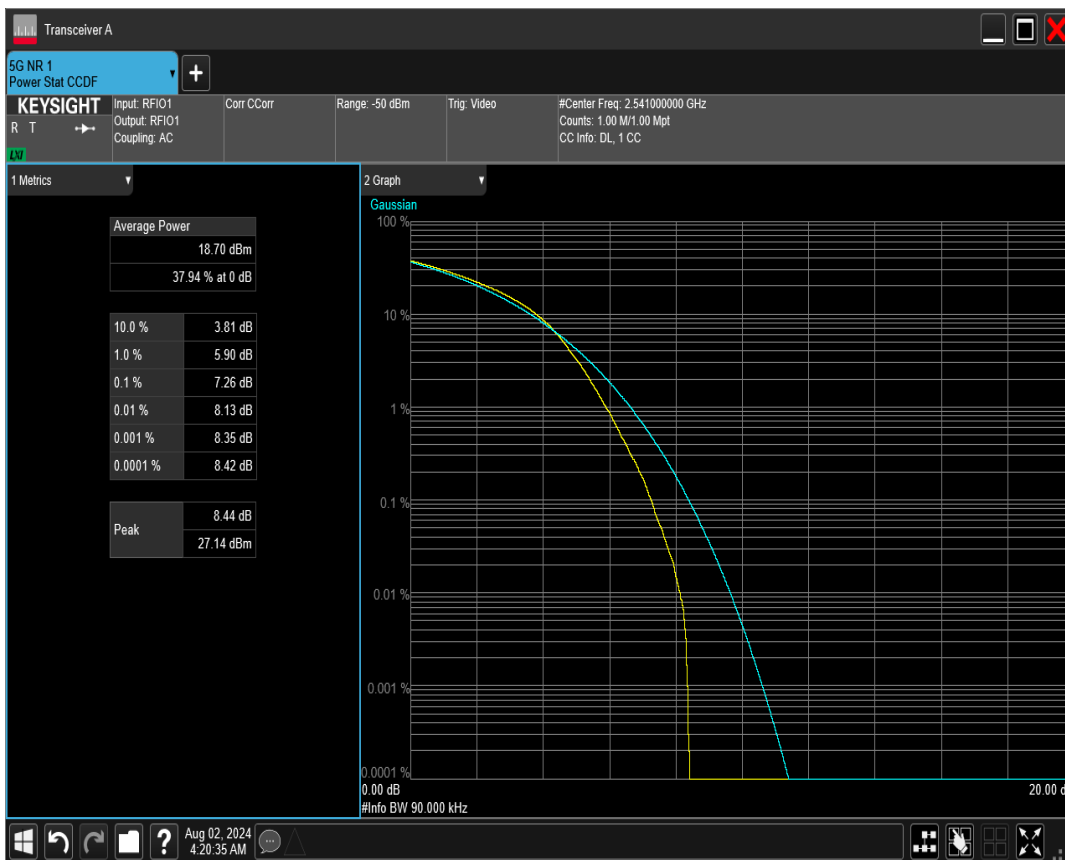 Transceiver A
5G NR 1
Power Stat CCDF
KEYSIGHT
R T
LXI
Input: RFIO1
Output: RFIO1
Coupling: AC
Corr CCorr
Range: -50 dBm
Trig: Video
#Center Freq: 2.541000000 GHz
Counts: 1.00 M/1.00 Mpt
CC Info: DL, 1 CC
1 Metrics
Average Power
18.70 dBm
37.94 % at 0 dB
10.0 % 3.81 dB
1.0 % 5.90 dB
0.1 % 7.26 dB
0.01 % 8.13 dB
0.001 % 8.35 dB
0.0001 % 8.42 dB
Peak
8.44 dB
27.14 dBm
2 Graph
Gaussian
100 %
10 %
1 %
0.1 %
0.01 %
0.001 %
0.0001 %
0.00 dB 20.00 d
#Info BW 90.000 kHz
? Aug 02, 2024
4:20:35 AM